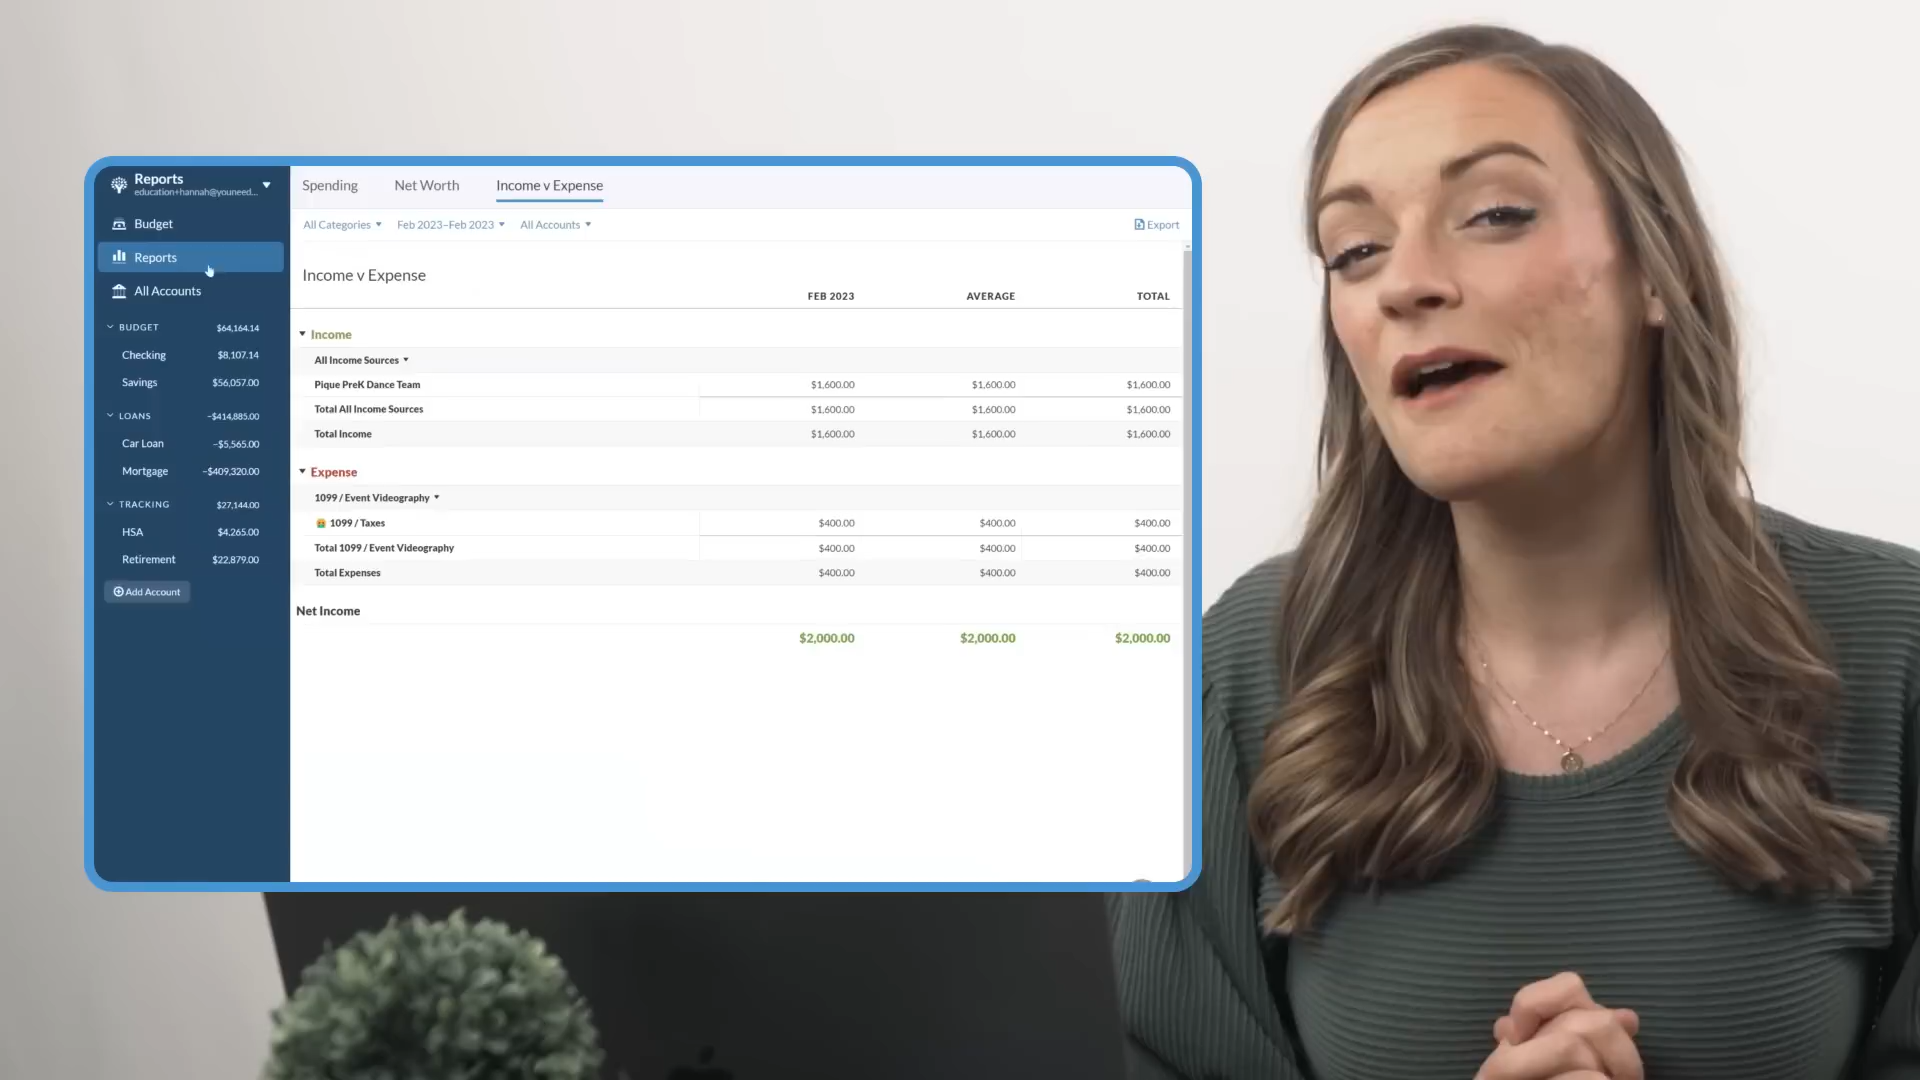 Reports
education+hannah@youneed...
Budget
Reports
All Accounts
BUDGET $64,164.14
Checking $8,107.14
Savings $56,057.00
LOANS −$414,885.00
Car Loan −$5,565.00
Mortgage −$409,320.00
TRACKING $27,144.00
HSA $4,265.00
Retirement $22,879.00
Add Account
Spending Net Worth Income v Expense
All Categories Feb 2023–Feb 2023 All Accounts Export
Income v Expense
FEB 2023 AVERAGE TOTAL
Income
All Income Sources
Pique PreK Dance Team $1,600.00 $1,600.00 $1,600.00
Total All Income Sources $1,600.00 $1,600.00 $1,600.00
Total Income $1,600.00 $1,600.00 $1,600.00
Expense
1099 / Event Videography
1099 / Taxes $400.00 $400.00 $400.00
Total 1099 / Event Videography $400.00 $400.00 $400.00
Total Expenses $400.00 $400.00 $400.00
Net Income
$2,000.00 $2,000.00 $2,000.00